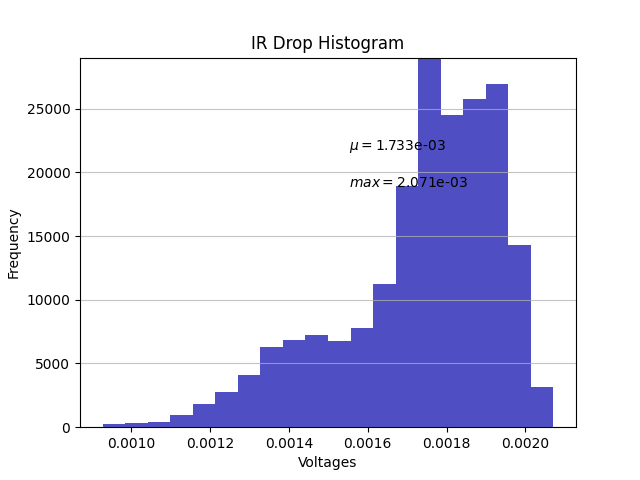 IR Drop Histogram
Frequency
25000
20000
15000
10000
5000
0
μ = 1.733e-03
max = 2.071e-03
0.0010 0.0012 0.0014 0.0016 0.0018 0.0020
Voltages